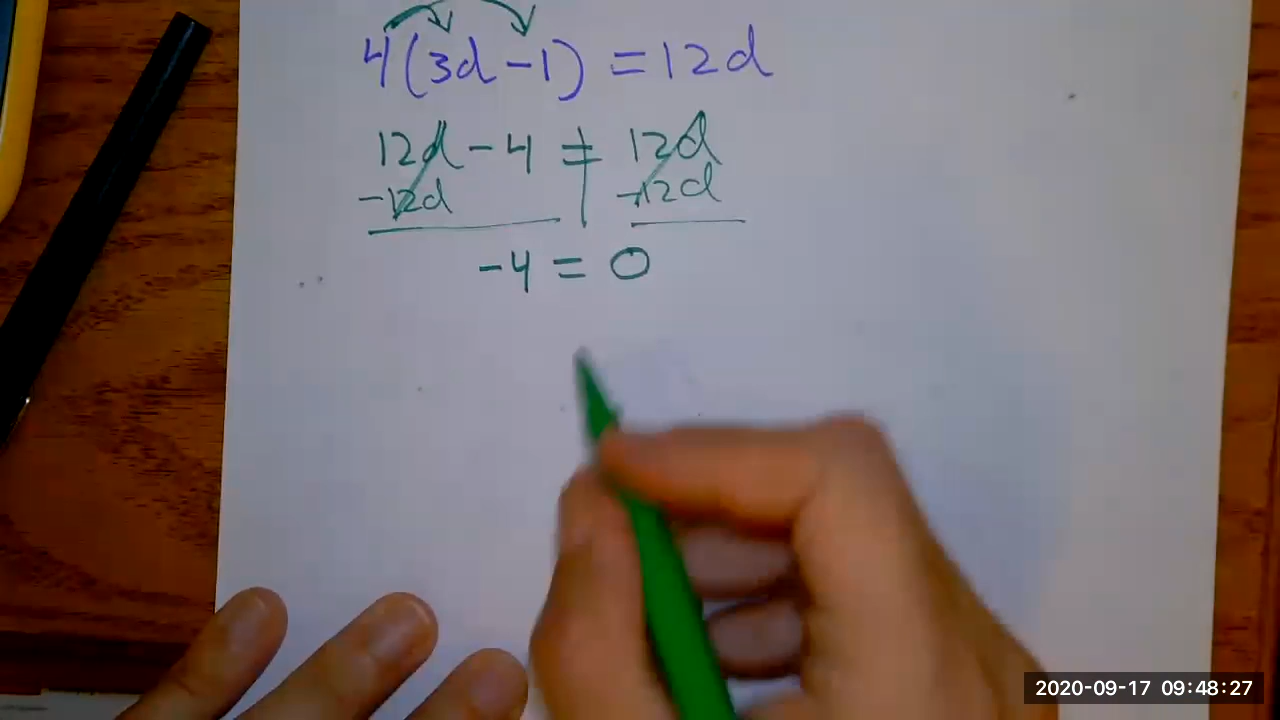 4(3d-1) = 12d
12d - 4 = 12d
-12d -12d
-4 = 0
2020-09-17 09:48:27